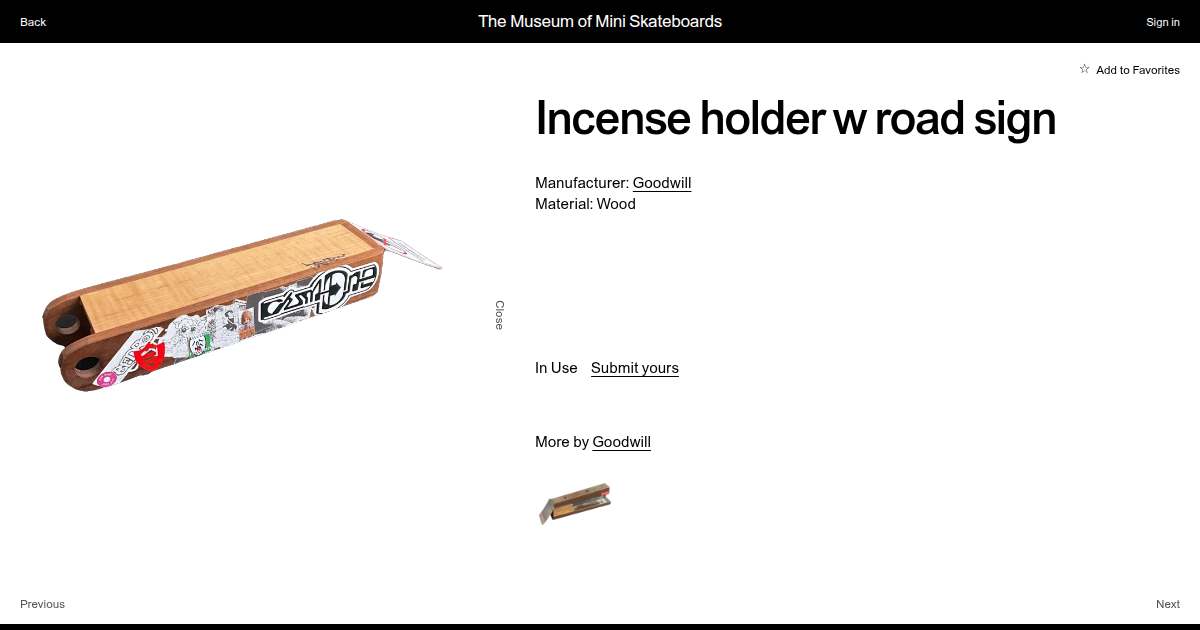 Back
The Museum of Mini Skateboards
Sign in
☆ Add to Favorites
Incense holder w road sign
Manufacturer: Goodwill
Material: Wood
Close
In Use Submit yours
More by Goodwill
Previous
Next